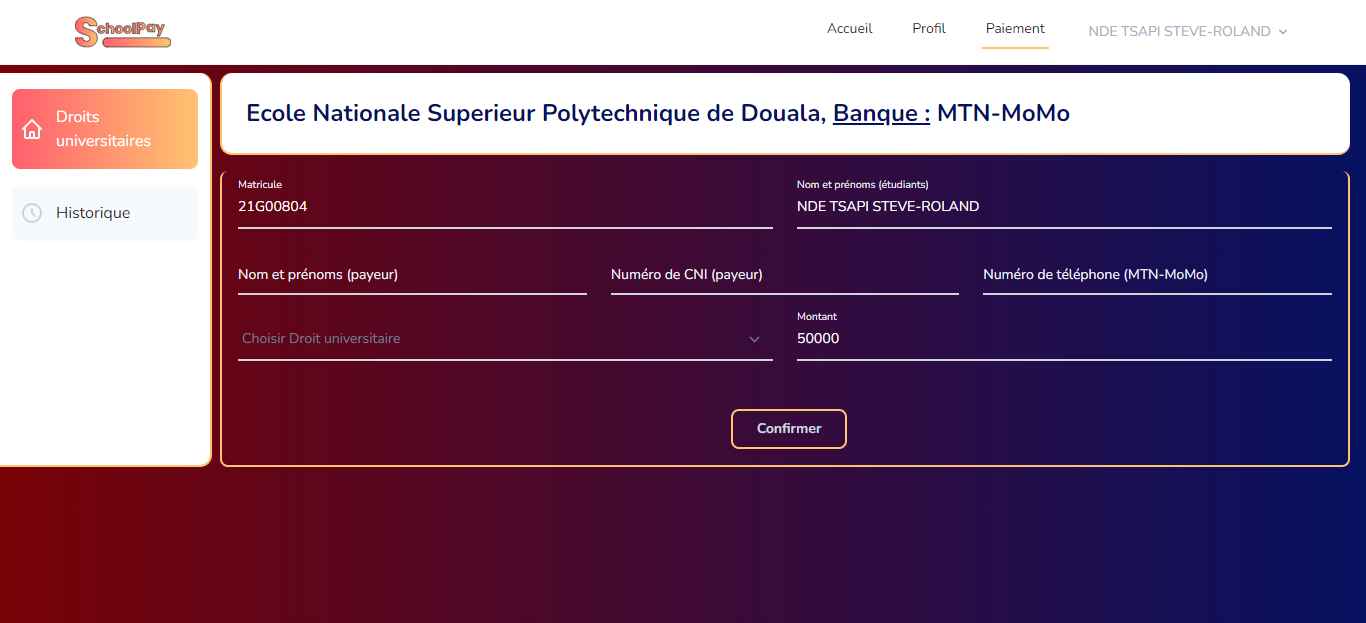 SchoolPay
Accueil
Profil
Paiement
NDE TSAPI STEVE-ROLAND
Droits
universitaires
Historique
Ecole Nationale Superieur Polytechnique de Douala, Banque : MTN-MoMo
Matricule
21G00804
Nom et prénoms (étudiants)
NDE TSAPI STEVE-ROLAND
Nom et prénoms (payeur)
Numéro de CNI (payeur)
Numéro de téléphone (MTN-MoMo)
Choisir Droit universitaire
Montant
50000
Confirmer